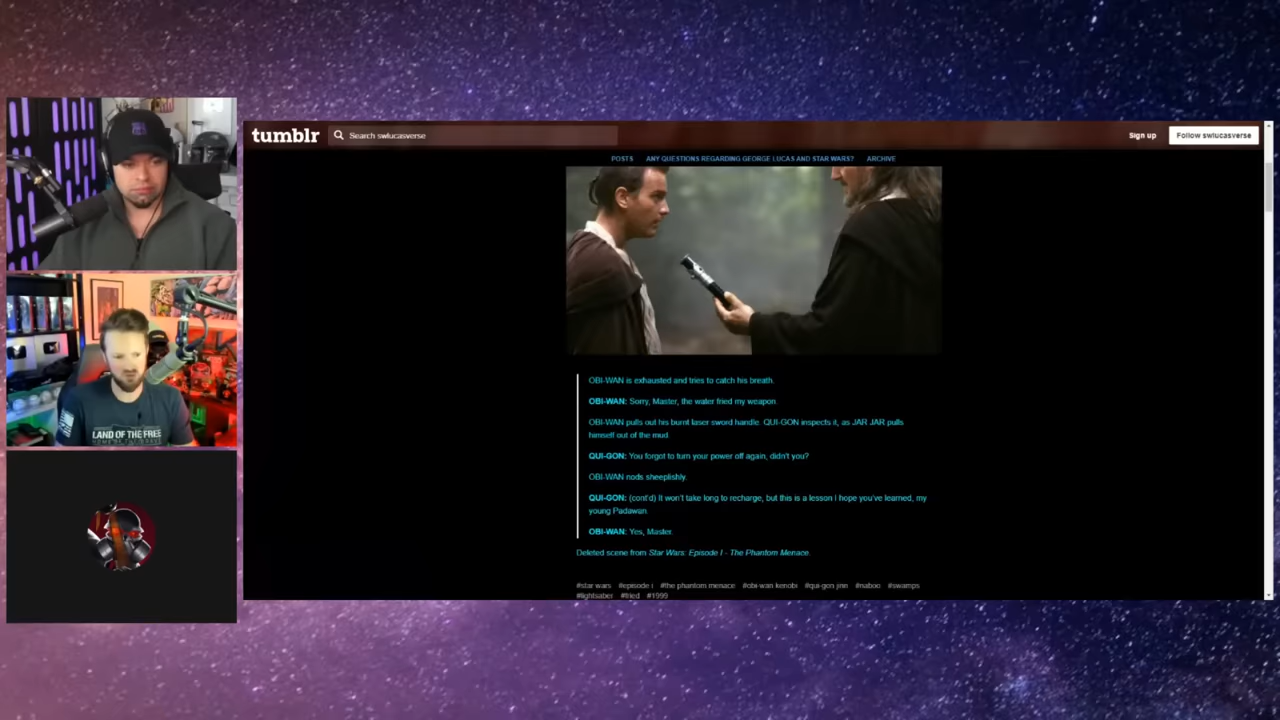 tumblr
Search swlucasverse
Sign up
Follow swlucasverse
POSTS ANY QUESTIONS REGARDING GEORGE LUCAS AND STAR WARS? ARCHIVE
OBI-WAN is exhausted and tries to catch his breath.
OBI-WAN: Sorry, Master, the water fried my weapon.
OBI-WAN pulls out his burnt laser sword handle. QUI-GON inspects it, as JAR JAR pulls
himself out of the mud.
QUI-GON: You forgot to turn your power off again, didn't you?
OBI-WAN nods sheeplishly.
QUI-GON: (cont'd) It won't take long to recharge, but this is a lesson I hope you've learned, my
young Padawan.
OBI-WAN: Yes, Master.
Deleted scene from Star Wars: Episode I - The Phantom Menace.
#star wars #episode i #the phantom menace #obi-wan kenobi #qui-gon jinn #naboo #swamps
#lightsaber #fried #1999
LAND OF THE FREE